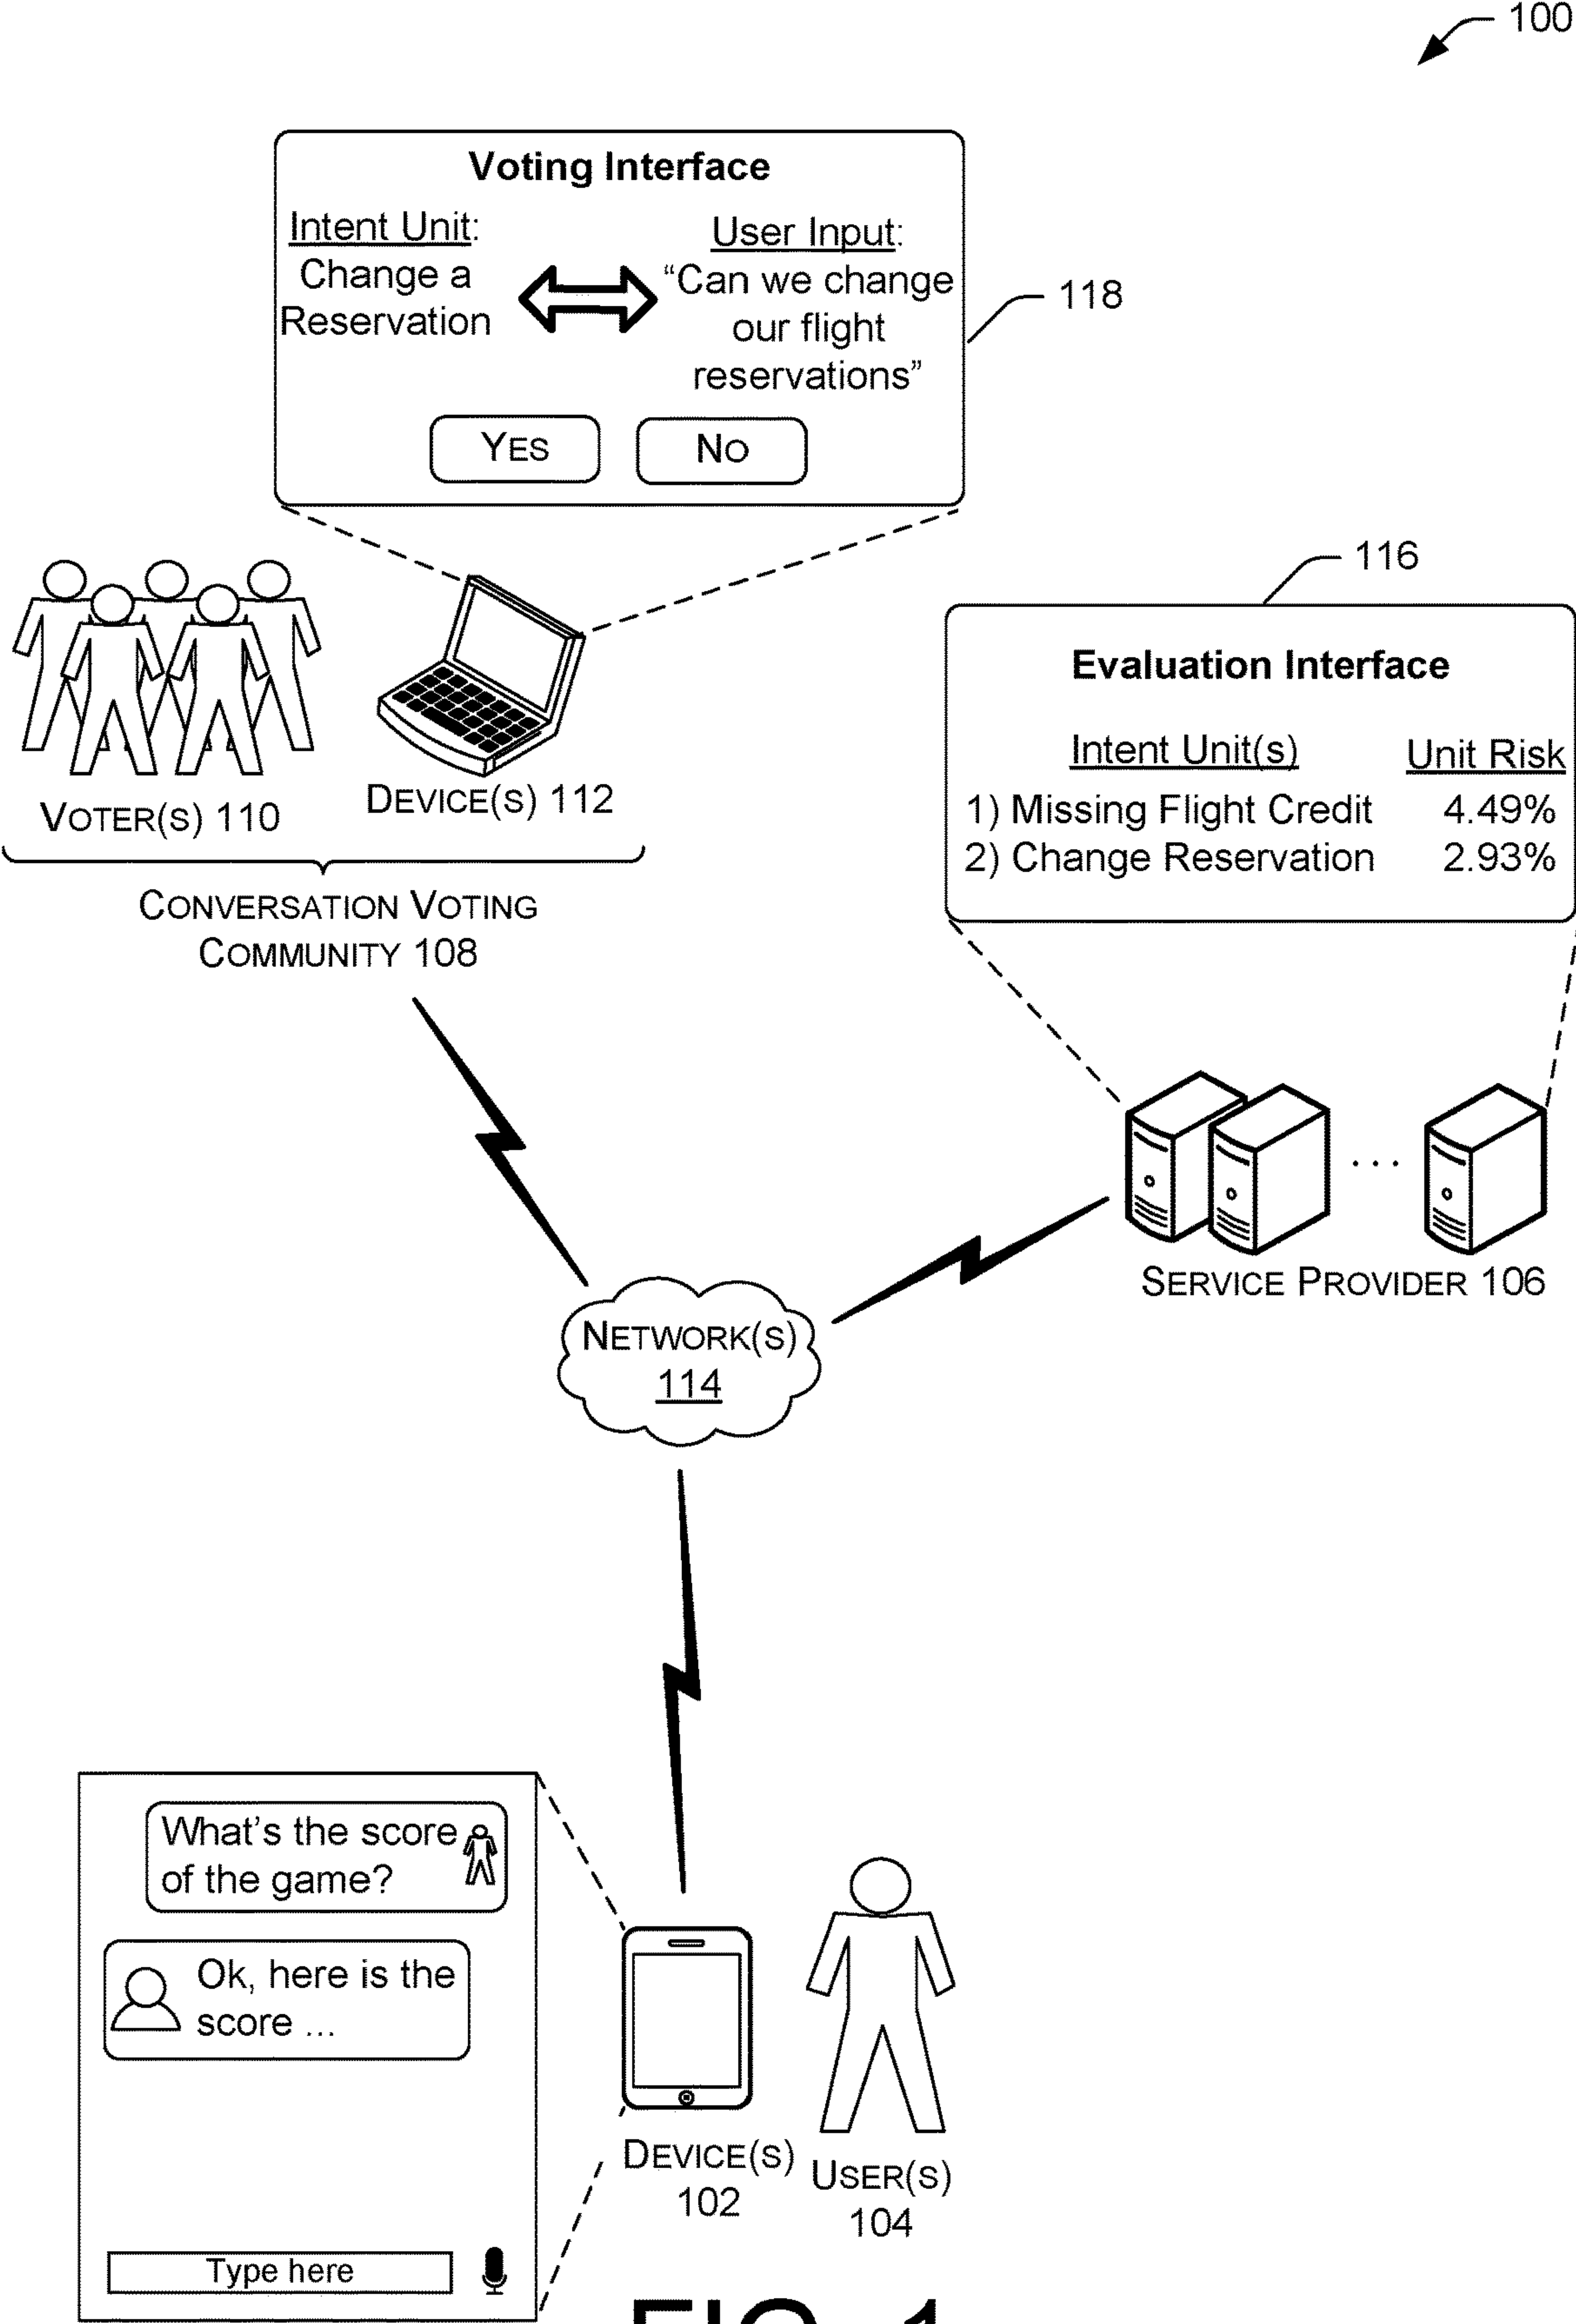 100
Voting Interface
Intent Unit:
Change a
Reservation
User Input:
“Can we change
our flight
reservations”
YES
NO
118
116
Evaluation Interface
Intent Unit(s) Unit Risk
1) Missing Flight Credit 4.49%
2) Change Reservation 2.93%
VOTER(S) 110
DEVICE(S) 112
CONVERSATION VOTING
COMMUNITY 108
SERVICE PROVIDER 106
NETWORK(S)
114
What's the score
of the game?
Ok, here is the
score ...
Type here
DEVICE(S)
102
USER(S)
104
FIG. 1